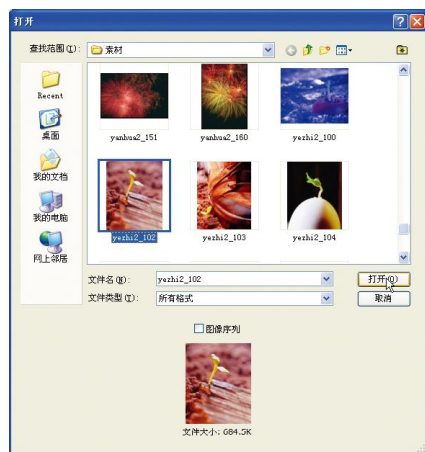 打开
查找范围(I):
素材
Recent
桌面
我的文档
我的电脑
网上邻居
yanhua2_151
yanhua2_160
yezhi2_100
yezhi2_102
yezhi2_103
yezhi2_104
文件名(N):
yezhi2_102
打开(O)
文件类型(T):
所有格式
取消
图像序列
文件大小: 684.5K